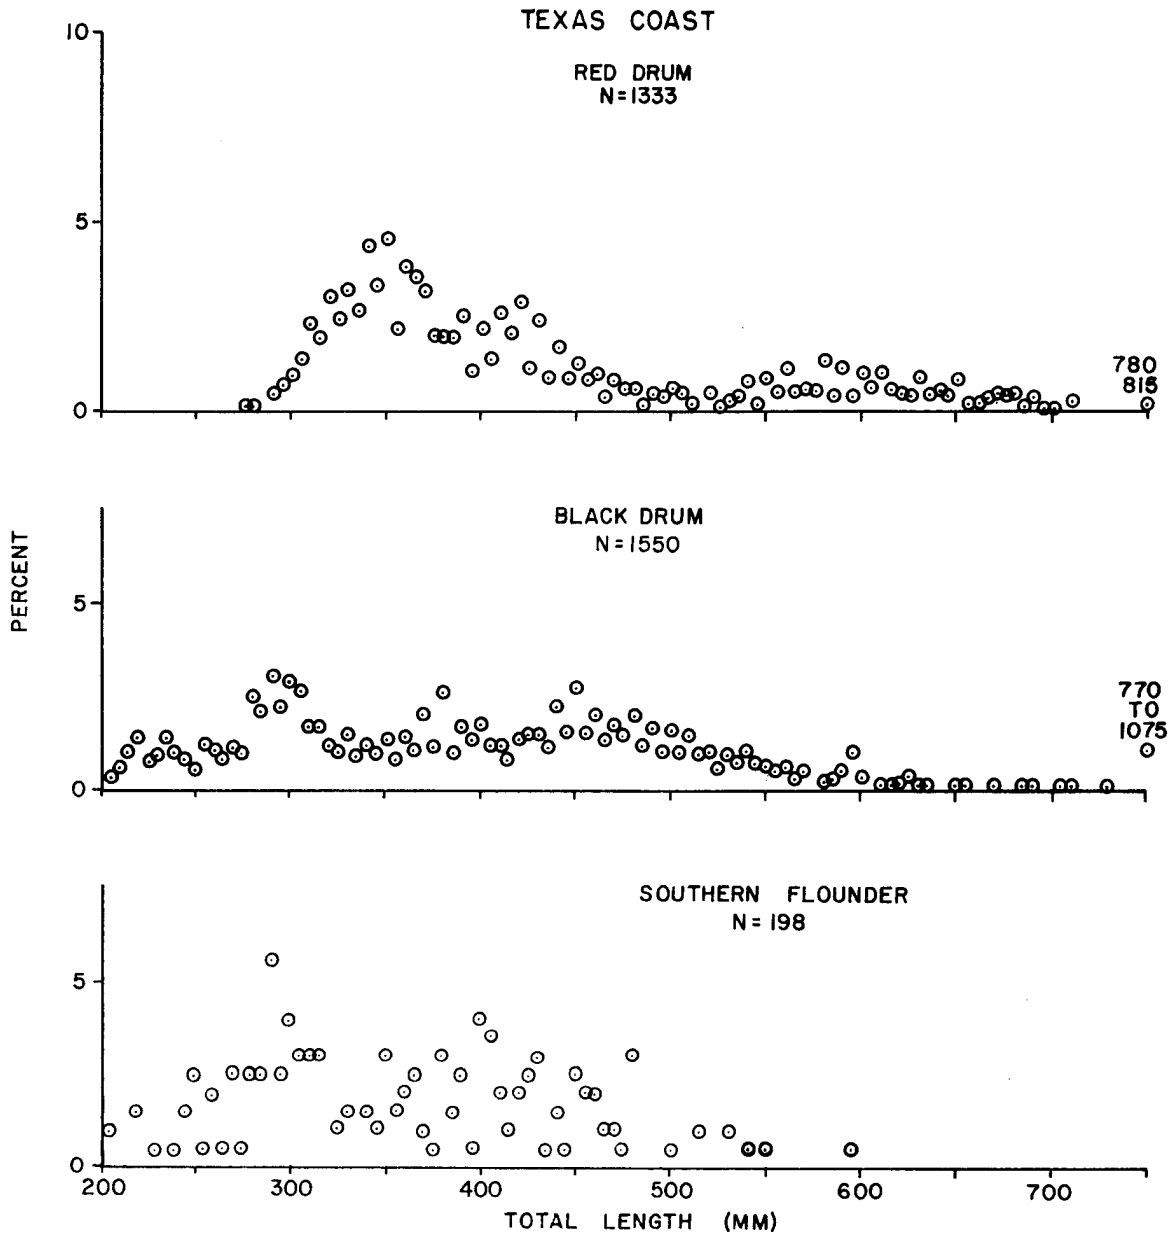 TEXAS COAST
RED DRUM
N=1333
10
5
0
780
815
BLACK DRUM
N=1550
PERCENT
5
0
770
TO
1075
SOUTHERN FLOUNDER
N=198
5
0
200 300 400 500 600 700
TOTAL LENGTH (MM)